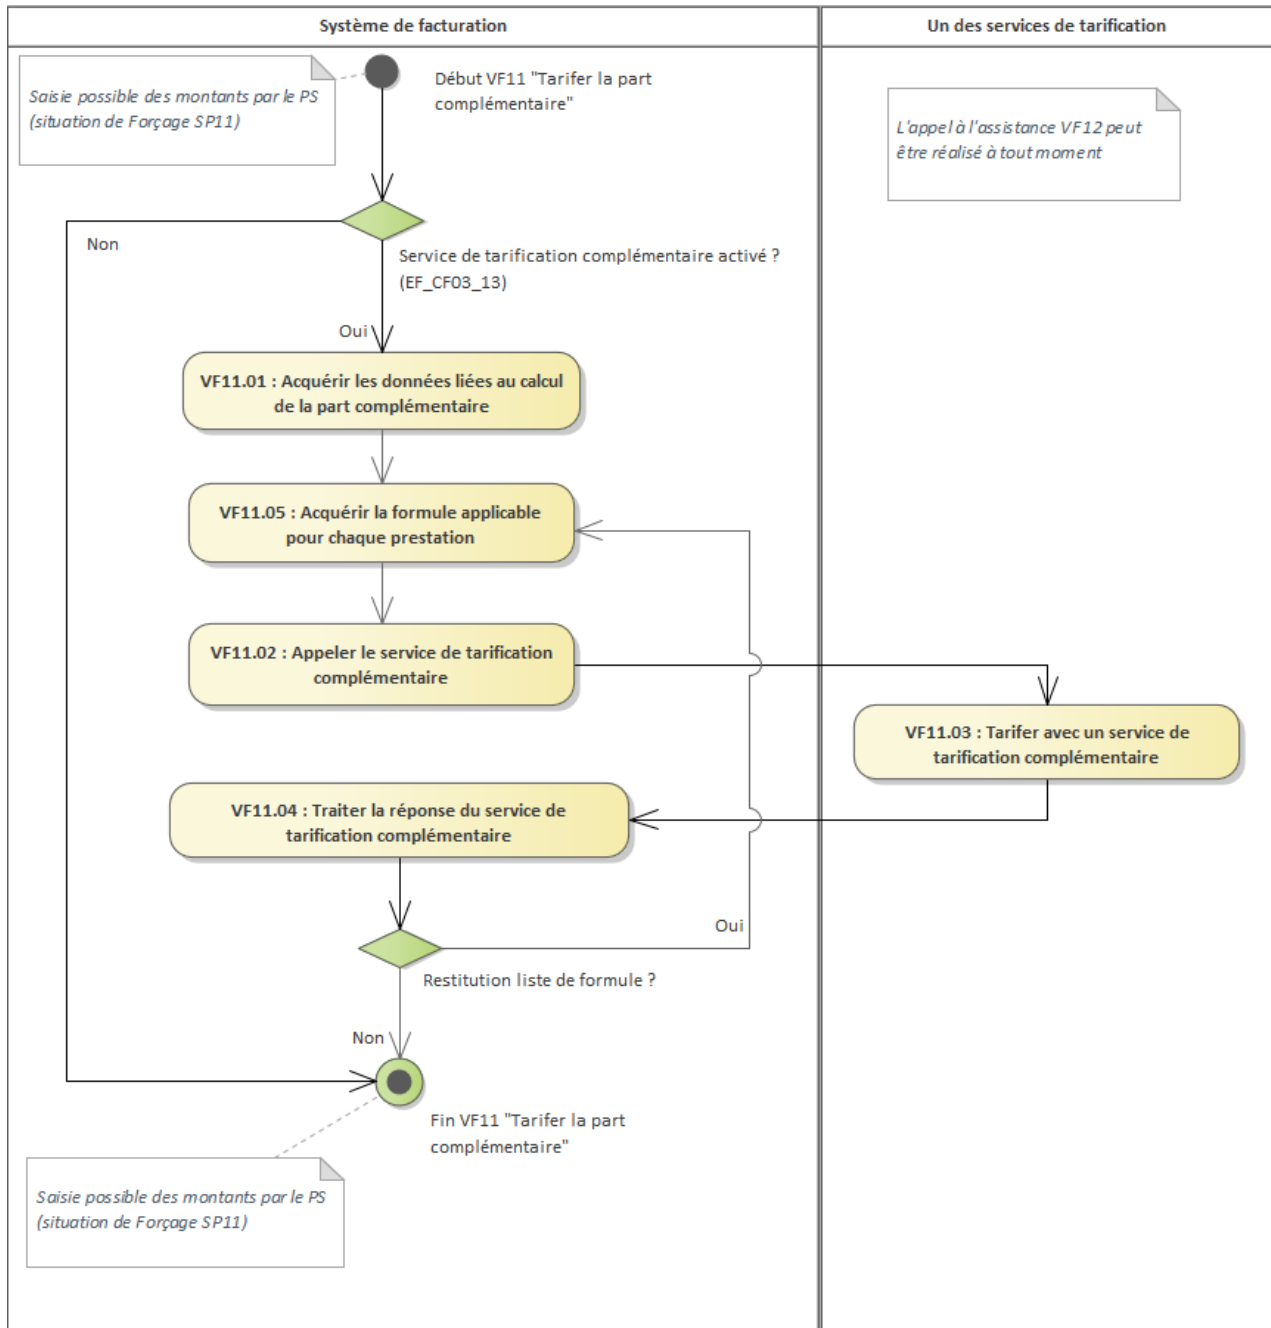 Système de facturation
Un des services de tarification
Saisie possible des montants par le PS
(situation de Forçage SP11)
Début VF11 "Tarifer la part
complémentaire"
L'appel à l'assistance VF12 peut
être réalisé à tout moment
Non
Service de tarification complémentaire activé ?
(EF_CF03_13)
Oui
VF11.01 : Acquérir les données liées au calcul
de la part complémentaire
VF11.05 : Acquérir la formule applicable
pour chaque prestation
VF11.02 : Appeler le service de tarification
complémentaire
VF11.03 : Tarifer avec un service de
tarification complémentaire
VF11.04 : Traiter la réponse du service de
tarification complémentaire
Oui
Restitution liste de formule ?
Non
Fin VF11 "Tarifer la part
complémentaire"
Saisie possible des montants par le PS
(situation de Forçage SP11)